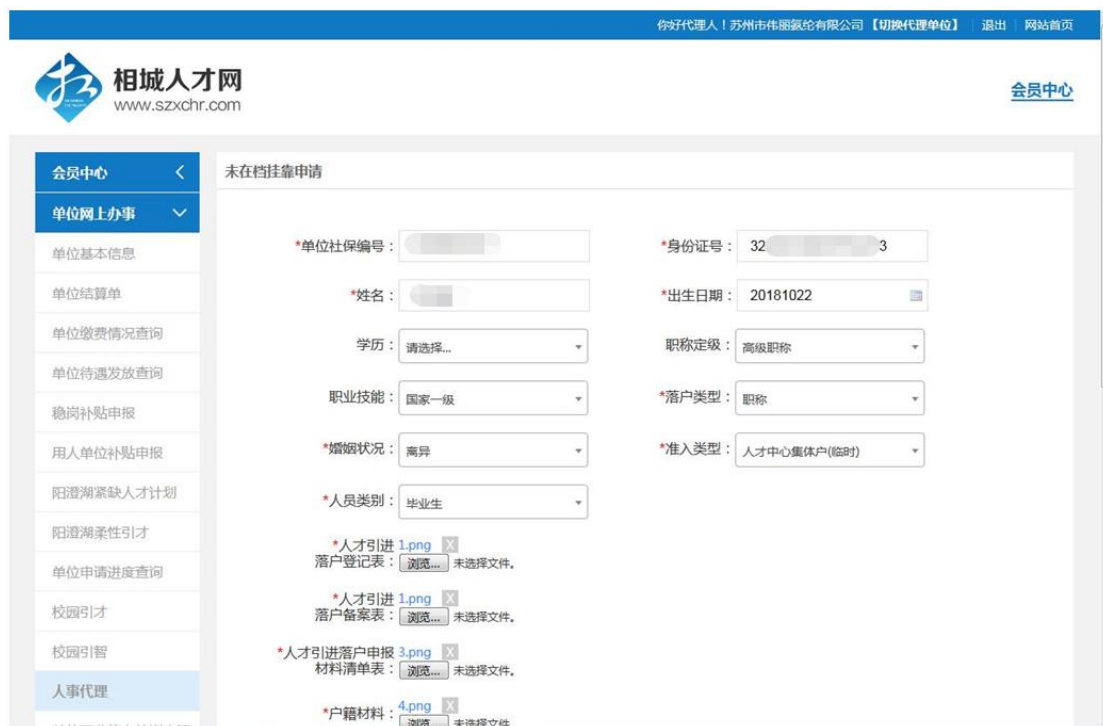 你好代理人！苏州市伟丽氨纶有限公司【切换代理单位】 退出 网站首页
相城人才网
www.szxchr.com
会员中心
会员中心
未在档挂靠申请
单位网上办事
*单位社保编号：
*身份证号： 32 3
单位基本信息
单位结算单
*姓名：
*出生日期： 20181022
单位缴费情况查询
学历： 请选择...
职称定级： 高级职称
单位待遇发放查询
职业技能： 国家一级
*落户类型： 职称
稳岗补贴申报
用人单位补贴申报
*婚姻状况： 离异
*准入类型： 人才中心集体户(临时)
阳澄湖紧缺人才计划
*人员类别： 毕业生
阳澄湖柔性引才
*人才引进 1.png X
落户登记表： 浏览... 未选择文件。
单位申请进度查询
*人才引进 1.png X
落户备案表： 浏览... 未选择文件。
校园引才
校园引智
*人才引进落户申报 3.png X
材料清单表： 浏览... 未选择文件。
人事代理
*户籍材料： 4.png X
浏览... 未选择文件。